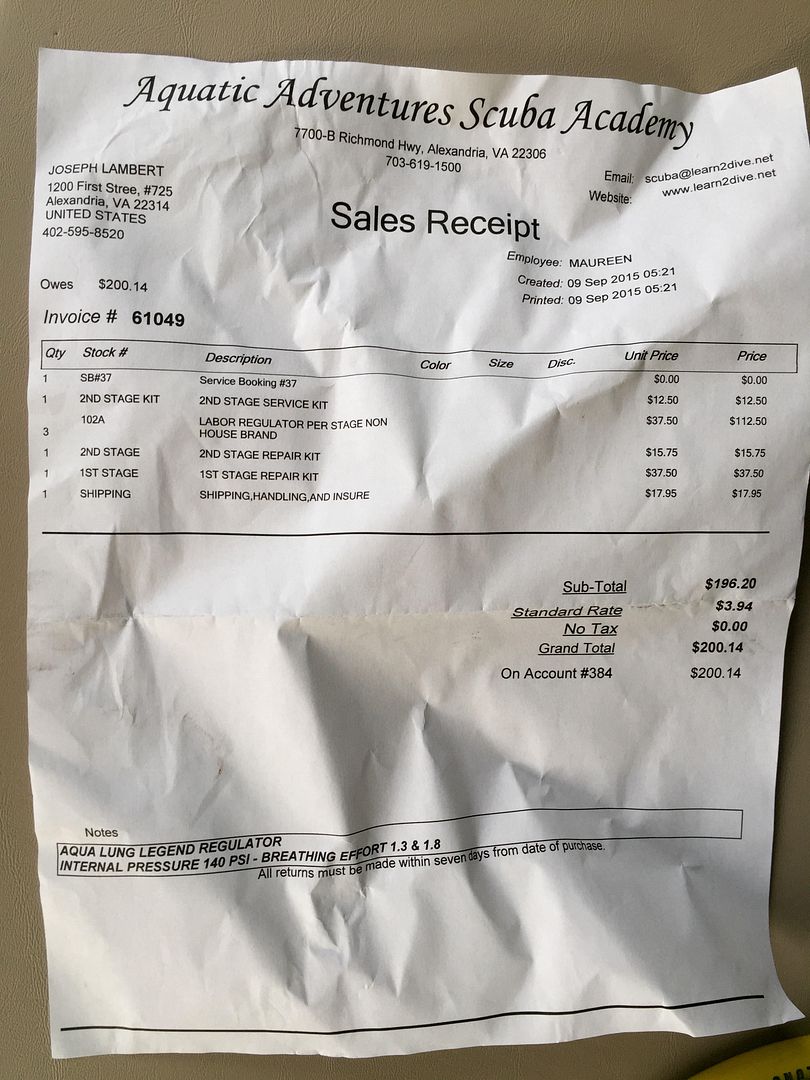 Aquatic Adventures Scuba Academy
7700-B Richmond Hwy, Alexandria, VA 22306
703-619-1500
Email: scuba@learn2dive.net
Website: www.learn2dive.net
JOSEPH LAMBERT
1200 First Stree, #725
Alexandria, VA 22314
UNITED STATES
402-595-8520
Sales Receipt
Employee: MAUREEN
Created: 09 Sep 2015 05:21
Printed: 09 Sep 2015 05:21
Owes $200.14
Invoice # 61049
Qty Stock # Description Color Size Disc. Unit Price Price
1 SB#37 Service Booking #37 $0.00 $0.00
1 2ND STAGE KIT 2ND STAGE SERVICE KIT $12.50 $12.50
3 102A LABOR REGULATOR PER STAGE NON $37.50 $112.50
HOUSE BRAND
1 2ND STAGE 2ND STAGE REPAIR KIT $15.75 $15.75
1 1ST STAGE 1ST STAGE REPAIR KIT $37.50 $37.50
1 SHIPPING SHIPPING,HANDLING,AND INSURE $17.95 $17.95
Sub-Total $196.20
Standard Rate $3.94
No Tax $0.00
Grand Total $200.14
On Account #384 $200.14
Notes
AQUA LUNG LEGEND REGULATOR
INTERNAL PRESSURE 140 PSI - BREATHING EFFORT 1.3 & 1.8
All returns must be made within seven days from date of purchase.